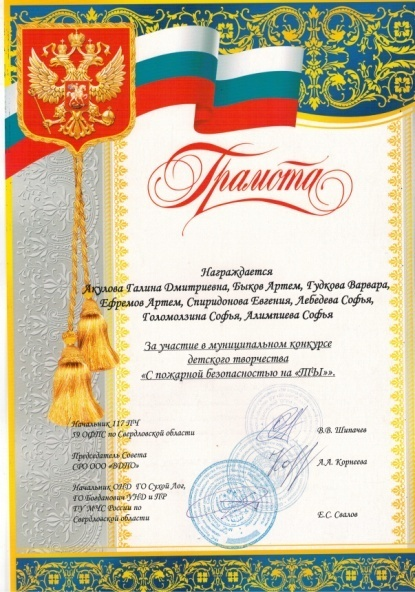 Грамота
Награждается
Акулова Галина Дмитриевна, Быков Артем, Гудкова Варвара,
Ефремов Артем, Спиридонова Евгения, Лебедева Софья,
Голомолзина Софья, Алимпиева Софья
За участие в муниципальном конкурсе
детского творчества
«С пожарной безопасностью на «ТЫ»».
Начальник 117 ПЧ
59 ОФПС по Свердловской области
В.В. Шипачев
Председатель Совета
СРО ООО «ВДПО»
А.А. Корнеева
Начальник ОНД ГО Сухой Лог,
ГО Богданович УНД и ПР
ГУ МЧС России по
Свердловской области
Е.С. Свалов